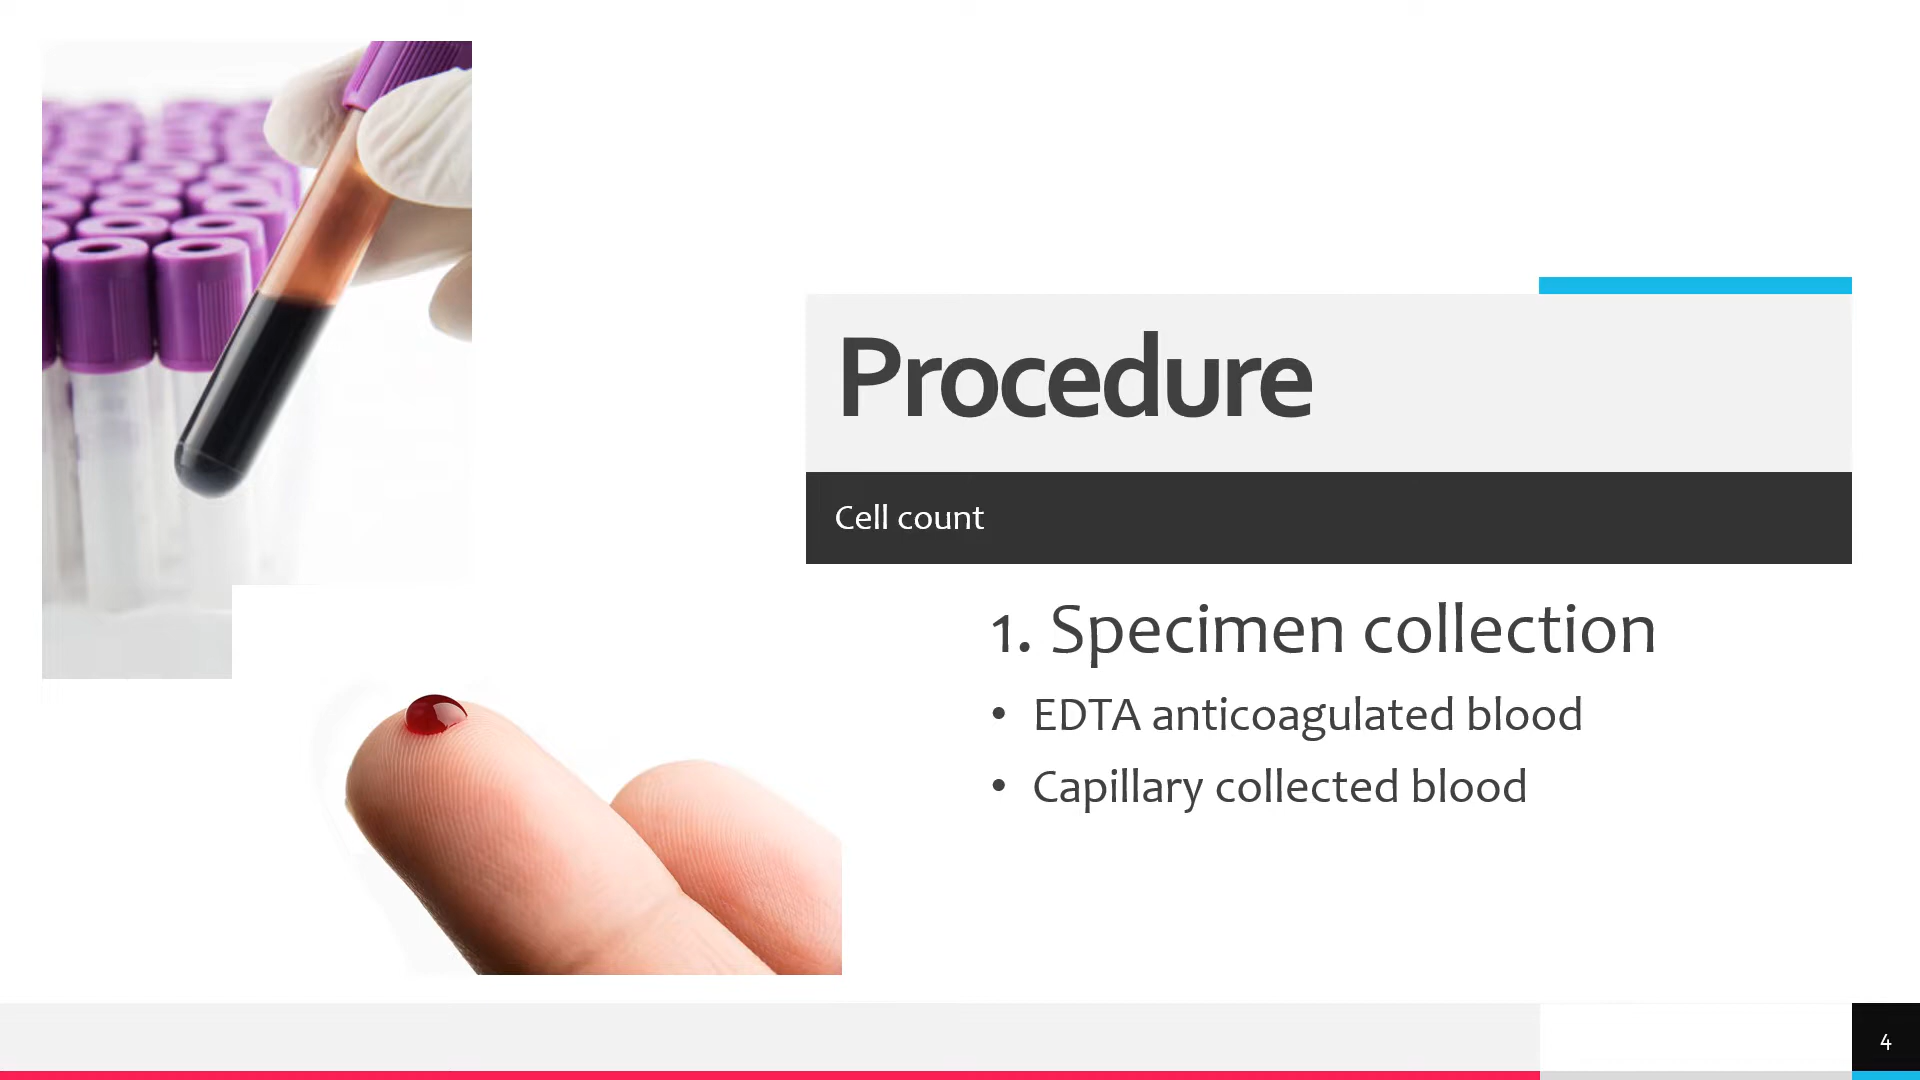 Procedure
Cell count
1. Specimen collection
• EDTA anticoagulated blood
• Capillary collected blood
4